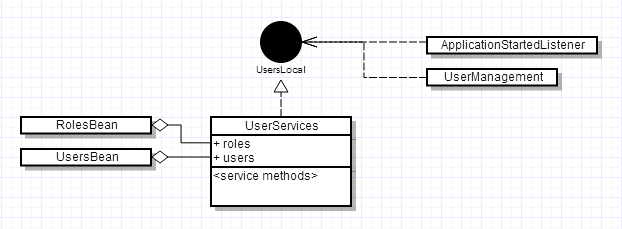 ApplicationStartedListener
UsersLocal
UserManagement
RolesBean
UserServices
+ roles
UsersBean
+ users
<service methods>